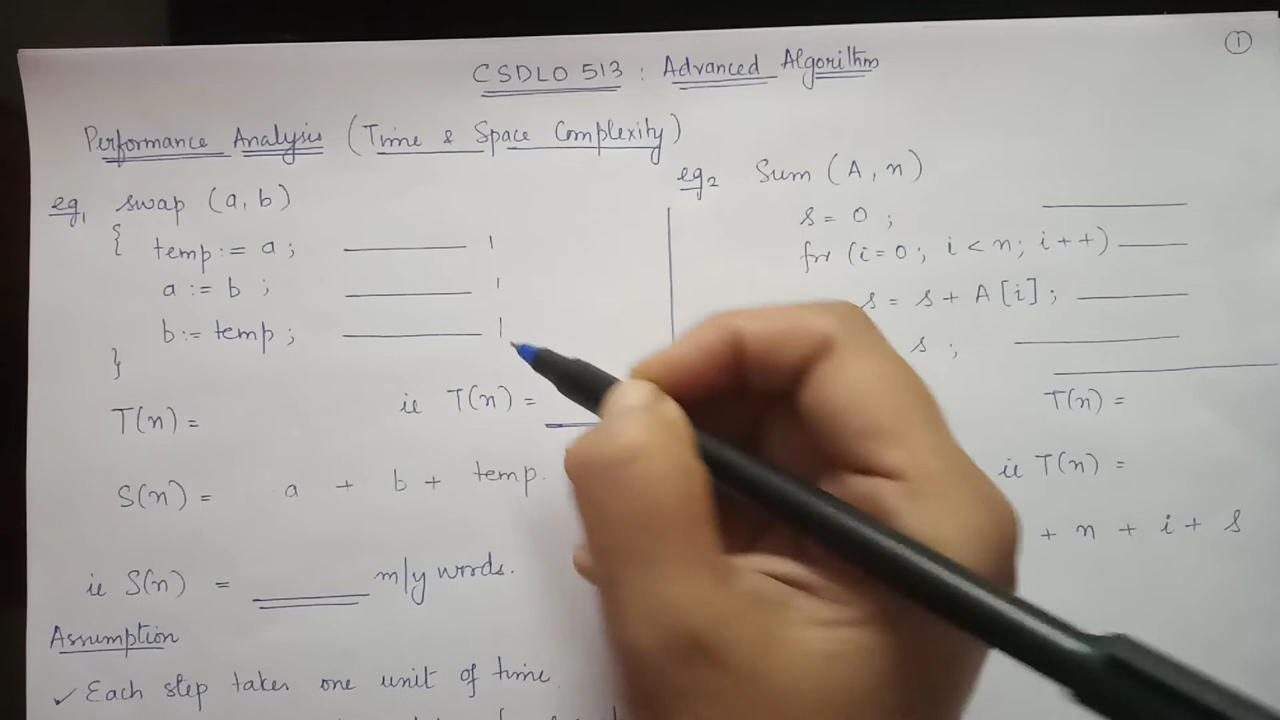 1
CSDLO 513 : Advanced Algorithm
Performance Analysis (Time & Space Complexity)
eg1 swap (a, b)
{ temp := a ; 1
a := b ; 1
b := temp ; 1
}
T(n) = ie T(n) =
S(n) = a + b + temp.
ie S(n) = m/y words.
Assumption
✓ Each step takes one unit of time
eg2 Sum (A, n)
s = 0 ;
for (i = 0 ; i < n ; i++)
s = s + A[i] ;
s ;
T(n) =
ie T(n) =
+ n + i + s